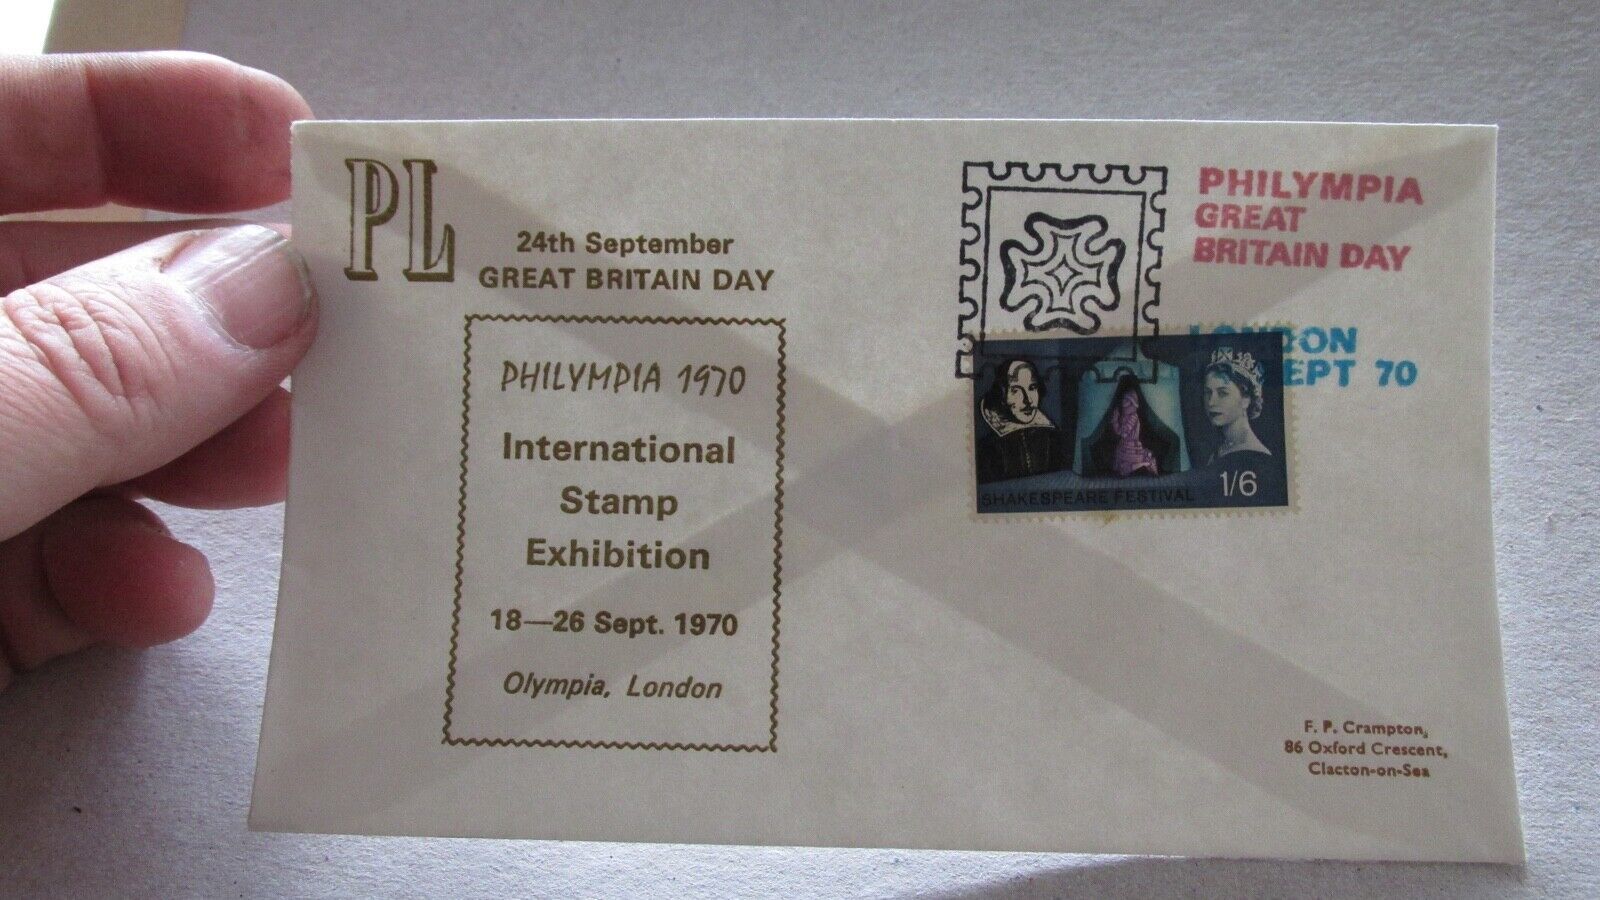 PL
24th September
GREAT BRITAIN DAY
PHILYMPIA 1970
International
Stamp
Exhibition
18—26 Sept. 1970
Olympia, London
PHILYMPIA
GREAT
BRITAIN DAY
LONDON
SEPT 70
SHAKESPEARE FESTIVAL
1/6
F. P. Crampton,
86 Oxford Crescent,
Clacton-on-Sea